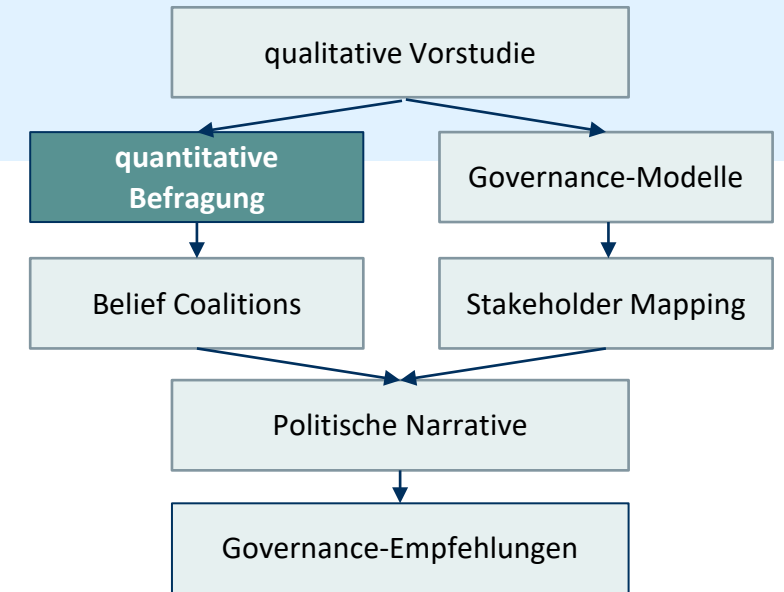 qualitative Vorstudie
quantitative
Befragung
Governance-Modelle
Belief Coalitions
Stakeholder Mapping
Politische Narrative
Governance-Empfehlungen